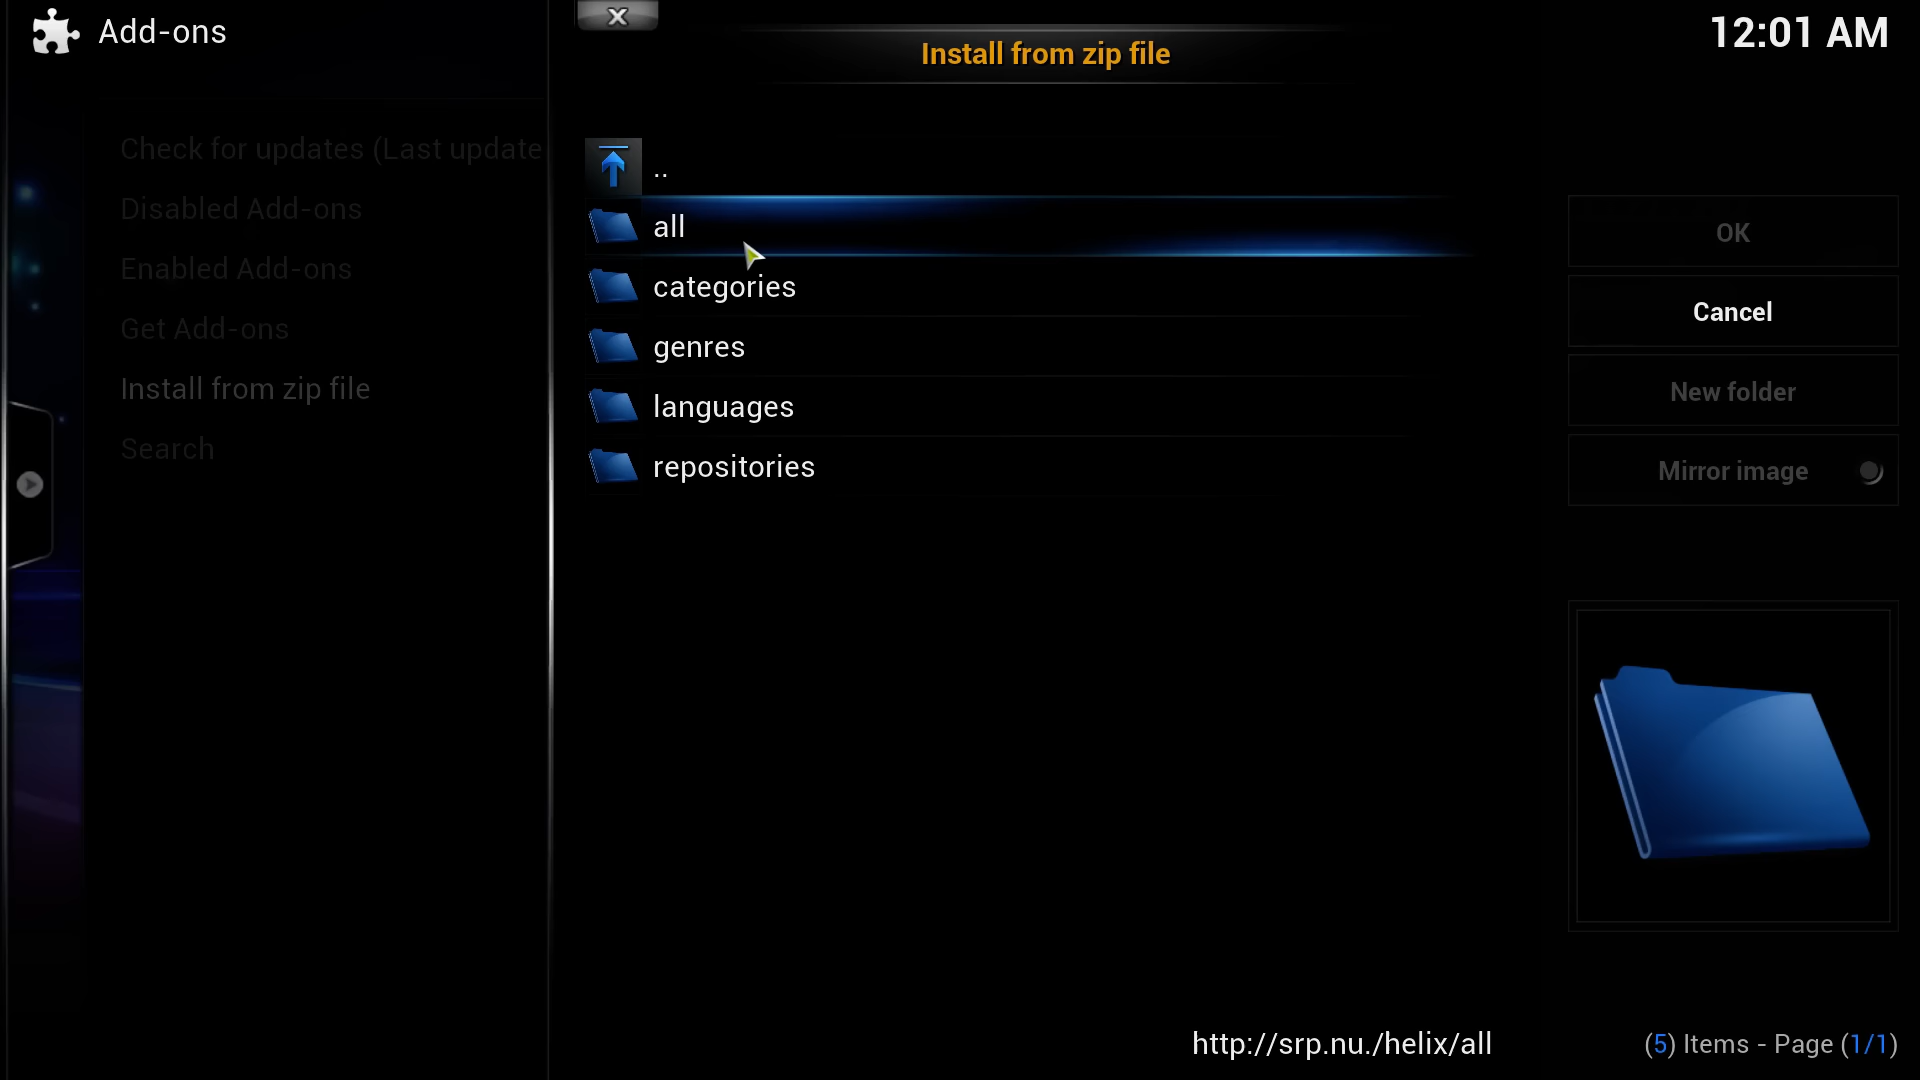 Add-ons
X
Install from zip file
12:01 AM
Check for updates (Last update
Disabled Add-ons
Enabled Add-ons
Get Add-ons
Install from zip file
Search
..
all
categories
genres
languages
repositories
OK
Cancel
New folder
Mirror image
http://srp.nu./helix/all
(5) Items - Page (1/1)